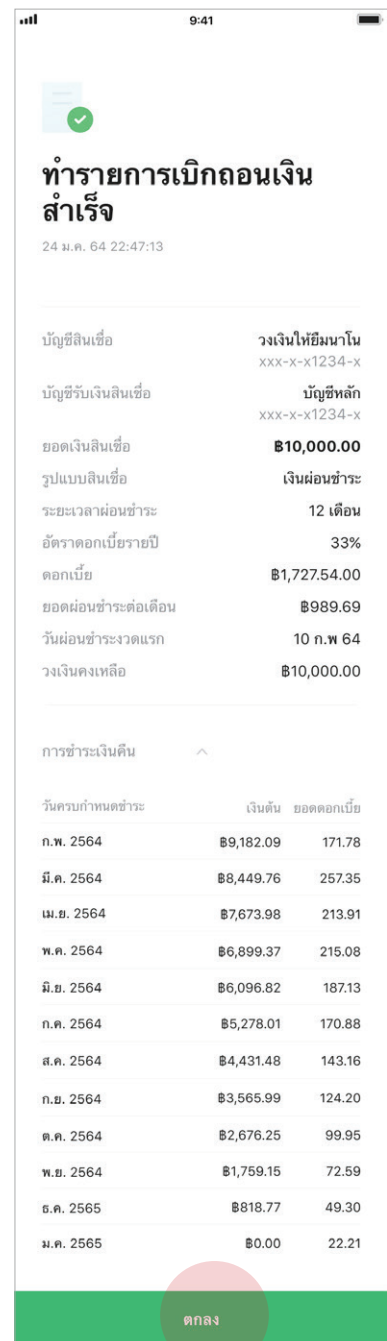 9:41
ทำรายการเบิกถอนเงิน
สำเร็จ
24 ม.ค. 64 22:47:13
บัญชีสินเชื่อ วงเงินให้ยืมนาโน
xxx-x-x1234-x
บัญชีรับเงินสินเชื่อ บัญชีหลัก
xxx-x-x1234-x
ยอดเงินสินเชื่อ ฿10,000.00
รูปแบบสินเชื่อ เงินผ่อนชำระ
ระยะเวลาผ่อนชำระ 12 เดือน
อัตราดอกเบี้ยรายปี 33%
ดอกเบี้ย ฿1,727.54.00
ยอดผ่อนชำระต่อเดือน ฿989.69
วันผ่อนชำระงวดแรก 10 ก.พ 64
วงเงินคงเหลือ ฿10,000.00
การชำระเงินคืน
วันครบกำหนดชำระ เงินต้น ยอดดอกเบี้ย
ก.พ. 2564 ฿9,182.09 171.78
มี.ค. 2564 ฿8,449.76 257.35
เม.ย. 2564 ฿7,673.98 213.91
พ.ค. 2564 ฿6,899.37 215.08
มิ.ย. 2564 ฿6,096.82 187.13
ก.ค. 2564 ฿5,278.01 170.88
ส.ค. 2564 ฿4,431.48 143.16
ก.ย. 2564 ฿3,565.99 124.20
ต.ค. 2564 ฿2,676.25 99.95
พ.ย. 2564 ฿1,759.15 72.59
ธ.ค. 2565 ฿818.77 49.30
ม.ค. 2565 ฿0.00 22.21
ตกลง